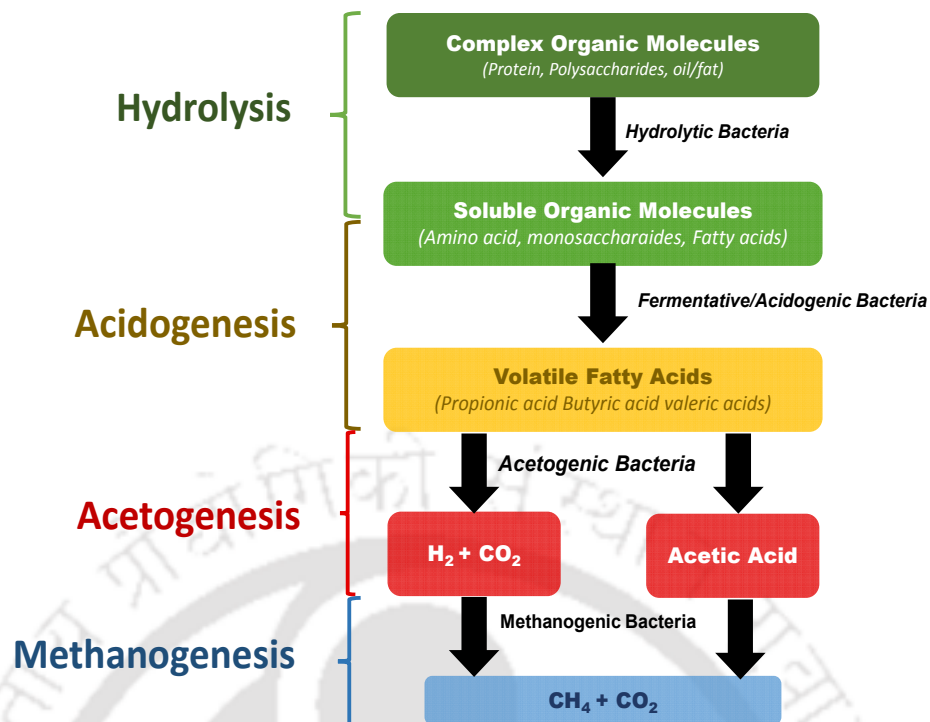 Complex Organic Molecules
(Protein, Polysaccharides, oil/fat)
Hydrolysis
Hydrolytic Bacteria
Soluble Organic Molecules
(Amino acid, monosaccharaides, Fatty acids)
Fermentative/Acidogenic Bacteria
Acidogenesis
Volatile Fatty Acids
(Propionic acid Butyric acid valeric acids)
Acetogenic Bacteria
Acetogenesis
H₂ + CO₂
Acetic Acid
Methanogenic Bacteria
Methanogenesis
CH₄ + CO₂